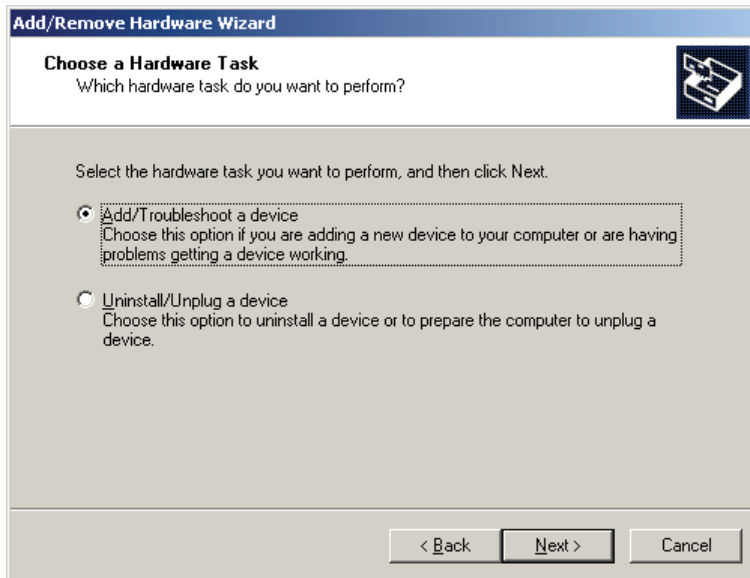 Add/Remove Hardware Wizard
Choose a Hardware Task
Which hardware task do you want to perform?
Select the hardware task you want to perform, and then click Next.
Add/Troubleshoot a device
Choose this option if you are adding a new device to your computer or are having
problems getting a device working.
Uninstall/Unplug a device
Choose this option to uninstall a device or to prepare the computer to unplug a
device.
< Back Next > Cancel